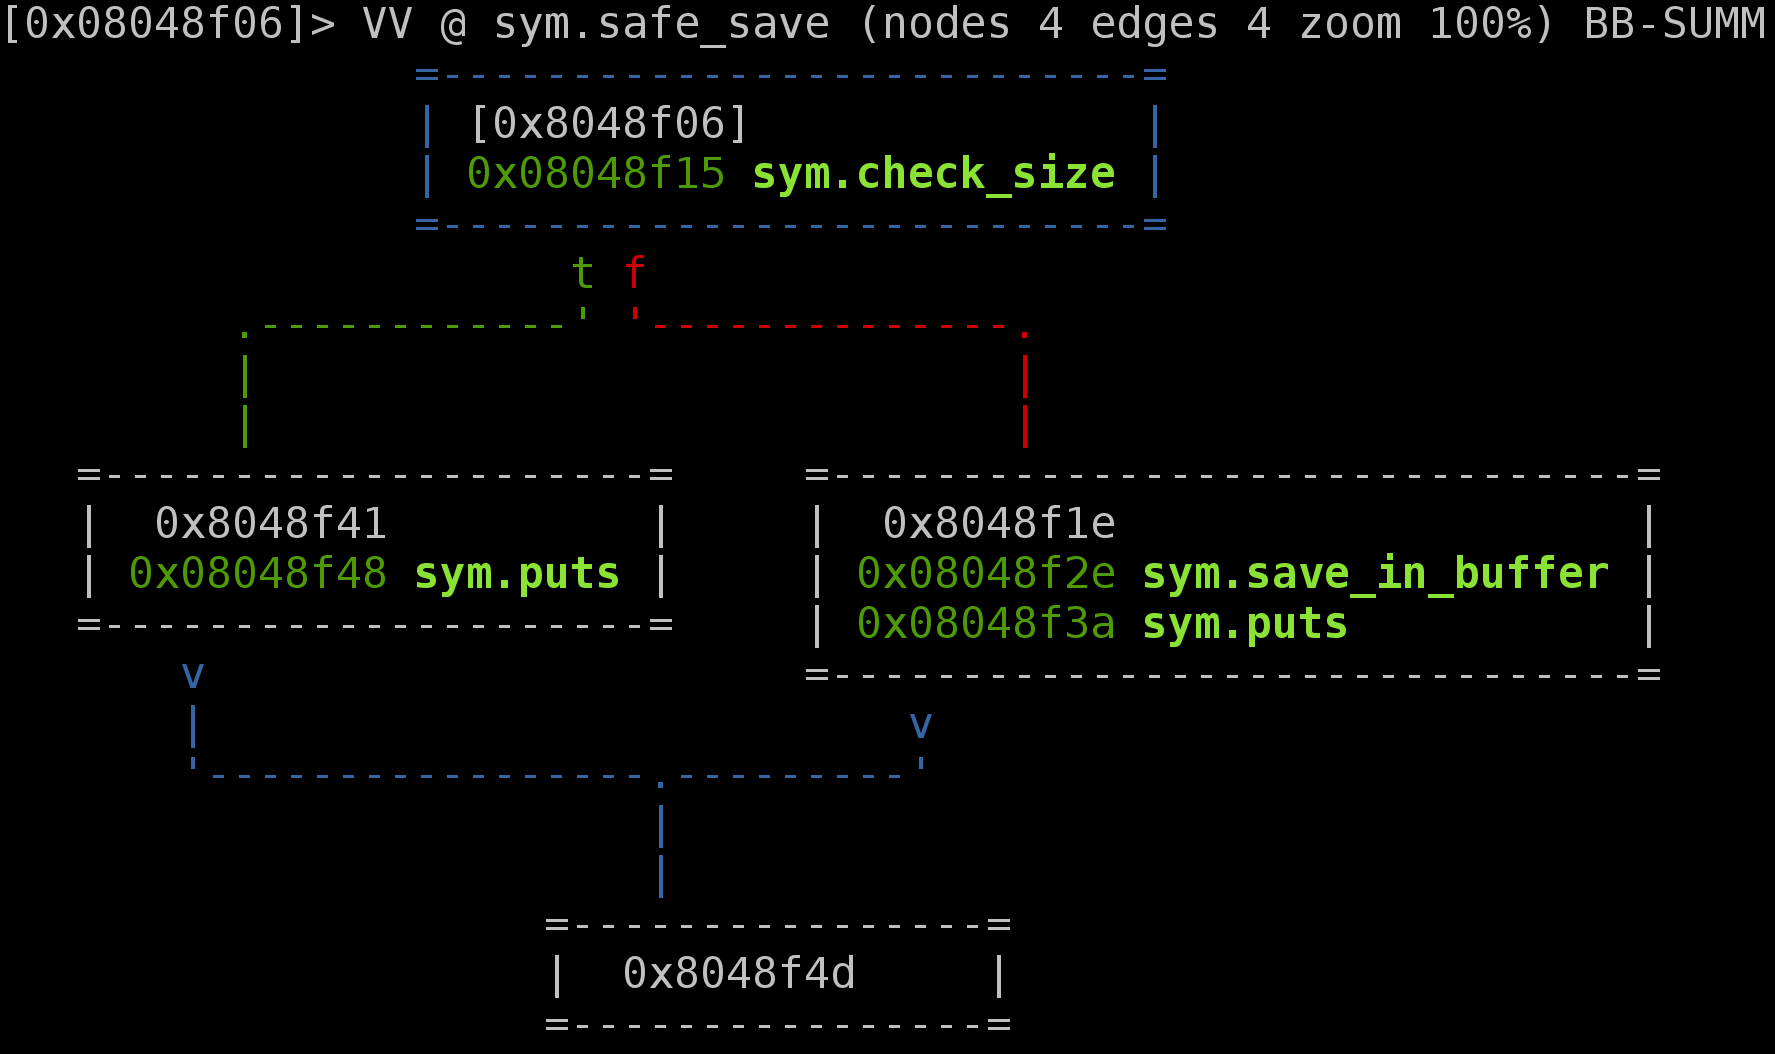 [0x08048f06]> VV @ sym.safe_save (nodes 4 edges 4 zoom 100%) BB-SUMM
[0x8048f06]
0x08048f15 sym.check_size
t f
0x8048f41
0x08048f48 sym.puts
0x8048f1e
0x08048f2e sym.save_in_buffer
0x08048f3a sym.puts
v
v
0x8048f4d